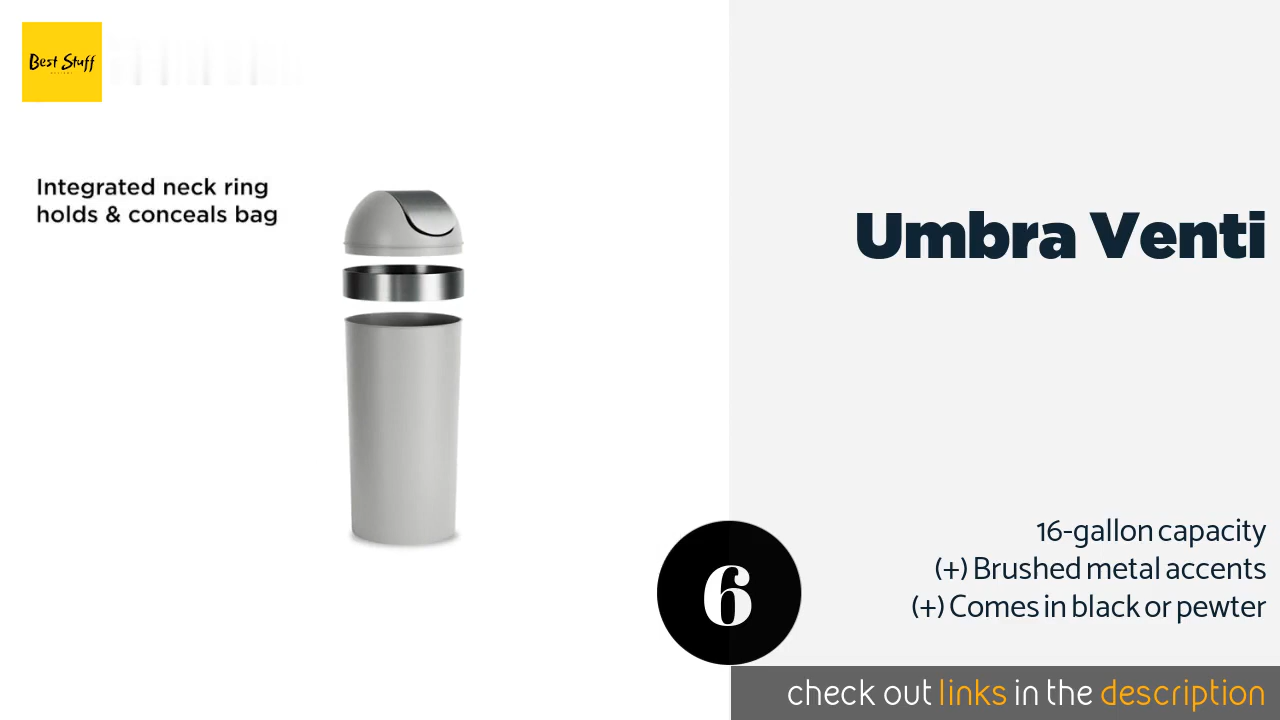 Best Stuff
Integrated neck ring
holds & conceals bag
Umbra Venti
16-gallon capacity
(+) Brushed metal accents
(+) Comes in black or pewter
6
check out links in the description